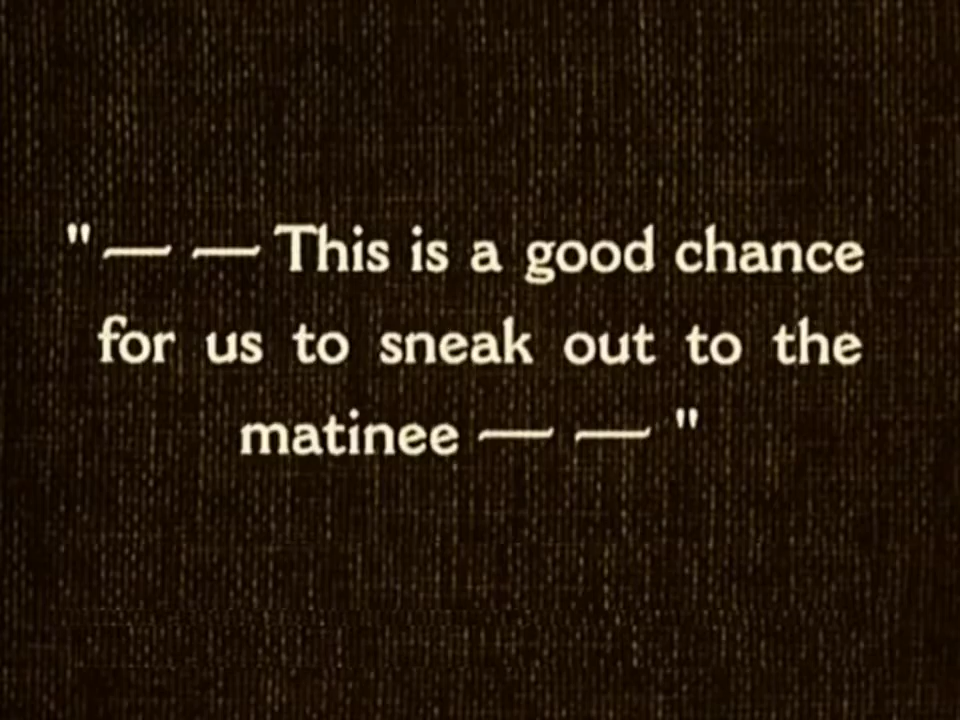 "— — This is a good chance
for us to sneak out to the
matinee — — "